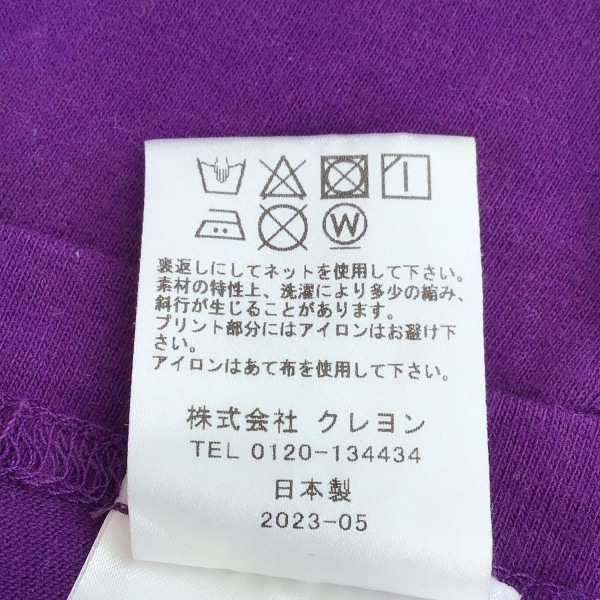 W
裏返しにしてネットを使用して下さい。
素材の特性上、洗濯により多少の縮み、
斜行が生じることがあります。
プリント部分にはアイロンはお避け下
さい。
アイロンはあて布を使用して下さい。
株式会社 クレヨン
TEL 0120-134434
日本製
2023-05